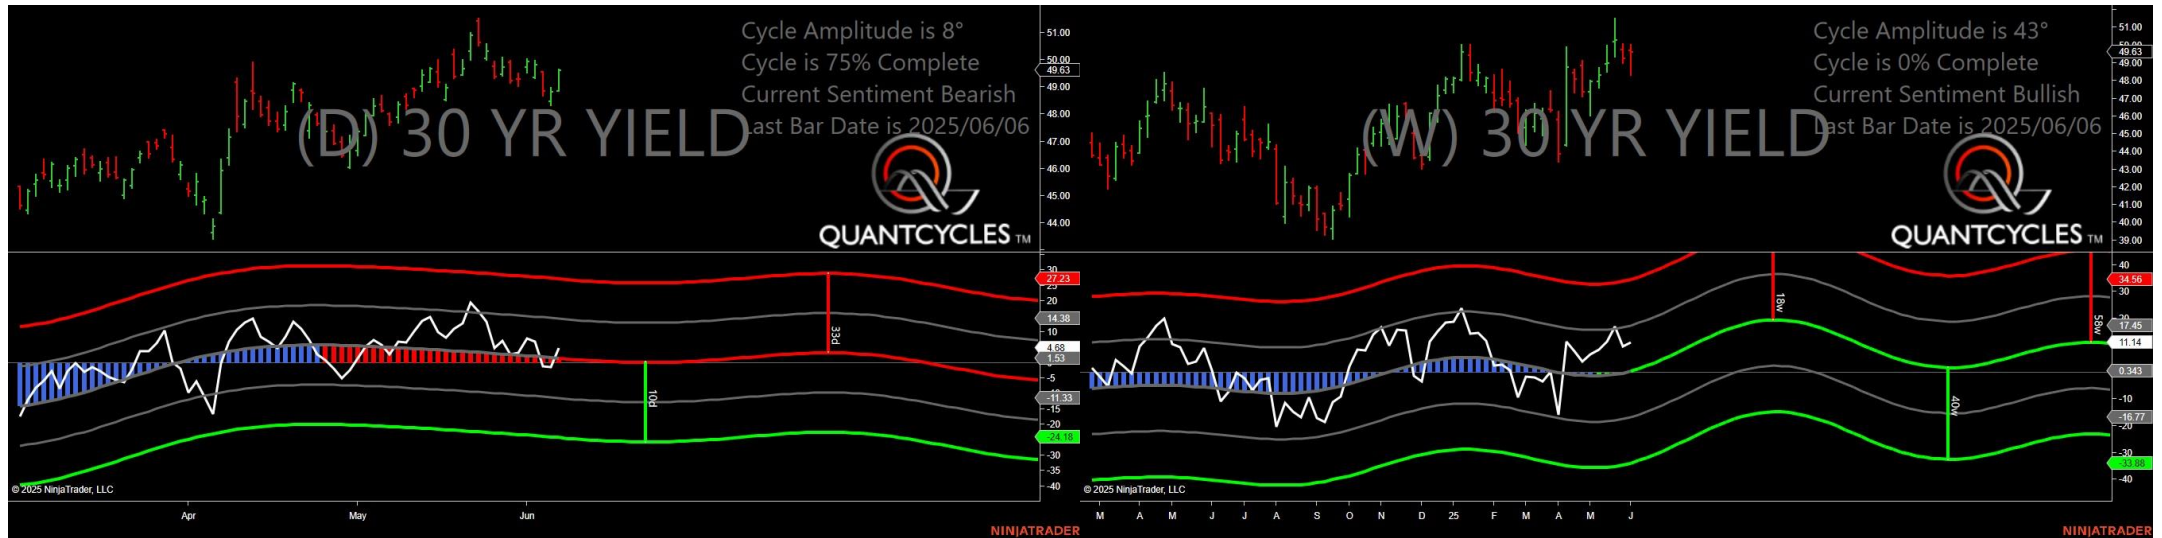 Cycle Amplitude is 8°
Cycle is 75% Complete
Current Sentiment Bearish
Last Bar Date is 2025/06/06
(D) 30 YR YIELD
QUANTCYCLES TM
51.00
49.63
49.00
48.00
47.00
46.00
45.00
44.00
30
27.23
25
20
14.38
10
4.68
1.53
-5
-11.33
-15
-20
-24.18
-30
-35
-40
33d
10d
© 2025 NinjaTrader, LLC
Apr May Jun
NINJATRADER
Cycle Amplitude is 43°
Cycle is 0% Complete
Current Sentiment Bullish
Last Bar Date is 2025/06/06
(W) 30 YR YIELD
QUANTCYCLES TM
51.00
50.00
49.63
49.00
48.00
47.00
46.00
45.00
44.00
43.00
42.00
41.00
40.00
39.00
40
34.56
30
20
17.45
11.14
0.343
-10
-16.77
-20
-30
-33.88
-40
18w
58w
40w
© 2025 NinjaTrader, LLC
M A M J J A S O N D 25 F M A M J
NINJATRADER